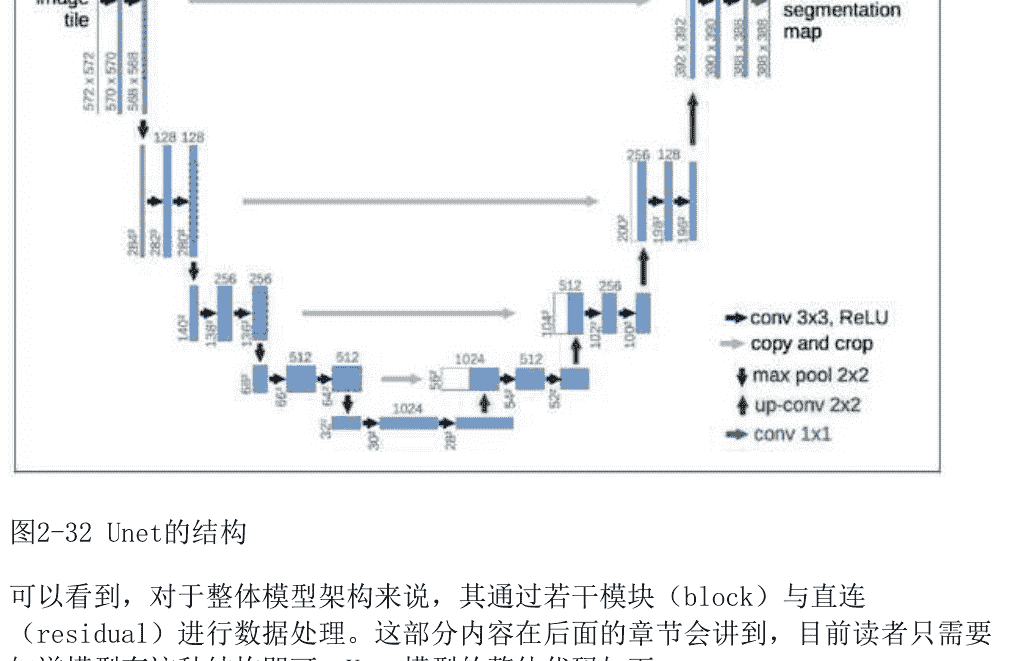 image
tile
segmentation
map
572 x 572
570 x 570
568 x 568
392 x 392
390 x 390
388 x 388
388 x 388
128 128
284²
282²
280²
256 128
200²
198²
196²
256 256
140²
138²
136²
512 256
104²
102²
100²
512 512
68²
66²
64²
1024 512
56²
54²
52²
1024
32²
30²
28²
conv 3x3, ReLU
copy and crop
max pool 2x2
up-conv 2x2
conv 1x1
图2-32 Unet的结构
可以看到，对于整体模型架构来说，其通过若干模块（block）与直连
（residual）进行数据处理。这部分内容在后面的章节会讲到，目前读者只需要